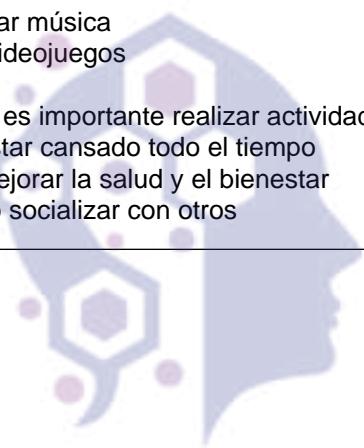 ar música
ideojuegos
es importante realizar activida
tar cansado todo el tiempo
ejorar la salud y el bienestar
o socializar con otros